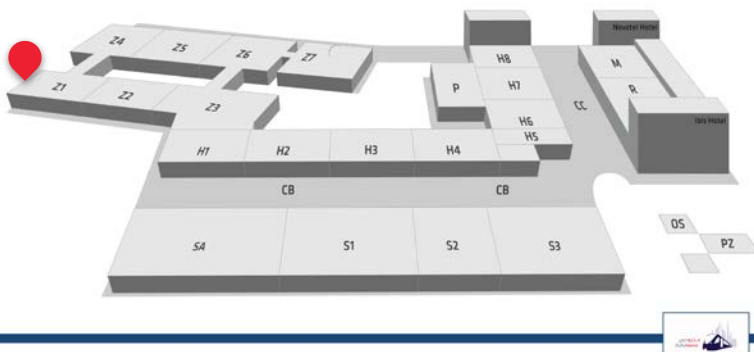 Novotel Hotel
Z4
Z5
Z6
Z7
H8
M
Z1
Z2
Z3
P
H7
R
CC
H6
H5
Ibis Hotel
H1
H2
H3
H4
CB
CB
SA
S1
S2
S3
OS
PZ